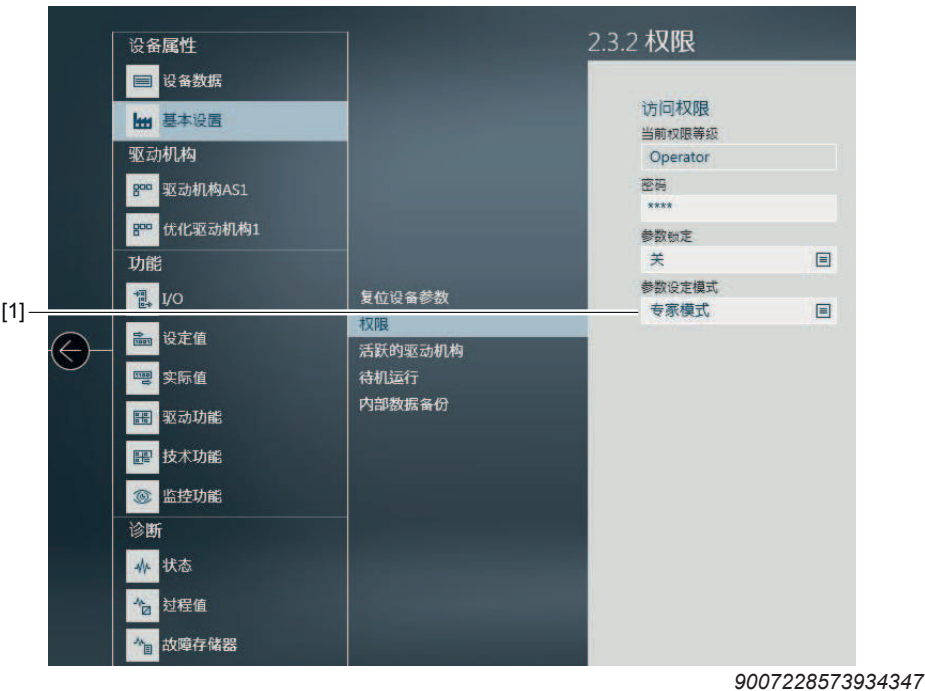 设备属性
设备数据
基本设置
驱动机构
驱动机构AS1
优化驱动机构1
功能
I/O
设定值
实际值
驱动功能
技术功能
监控功能
诊断
状态
过程值
故障存储器
复位设备参数
权限
活跃的驱动机构
待机运行
内部数据备份
2.3.2 权限
访问权限
当前权限等级
Operator
密码
****
参数锁定
关
参数设定模式
专家模式
[1]
9007228573934347